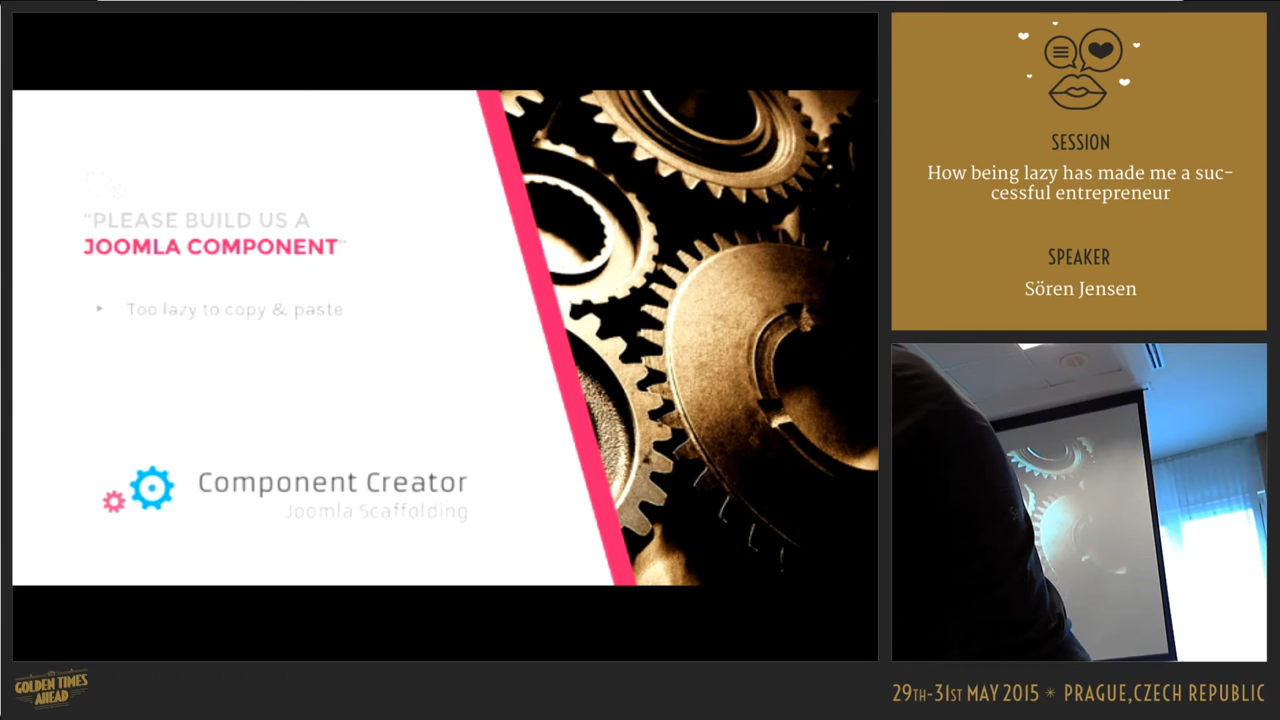 “PLEASE BUILD US A
JOOMLA COMPONENT”
Too lazy to copy & paste
Component Creator
Joomla Scaffolding
SESSION
How being lazy has made me a suc-
cessful entrepreneur
SPEAKER
Sören Jensen
GOLDEN TIMES
AHEAD
29TH-31ST MAY 2015 * PRAGUE,CZECH REPUBLIC